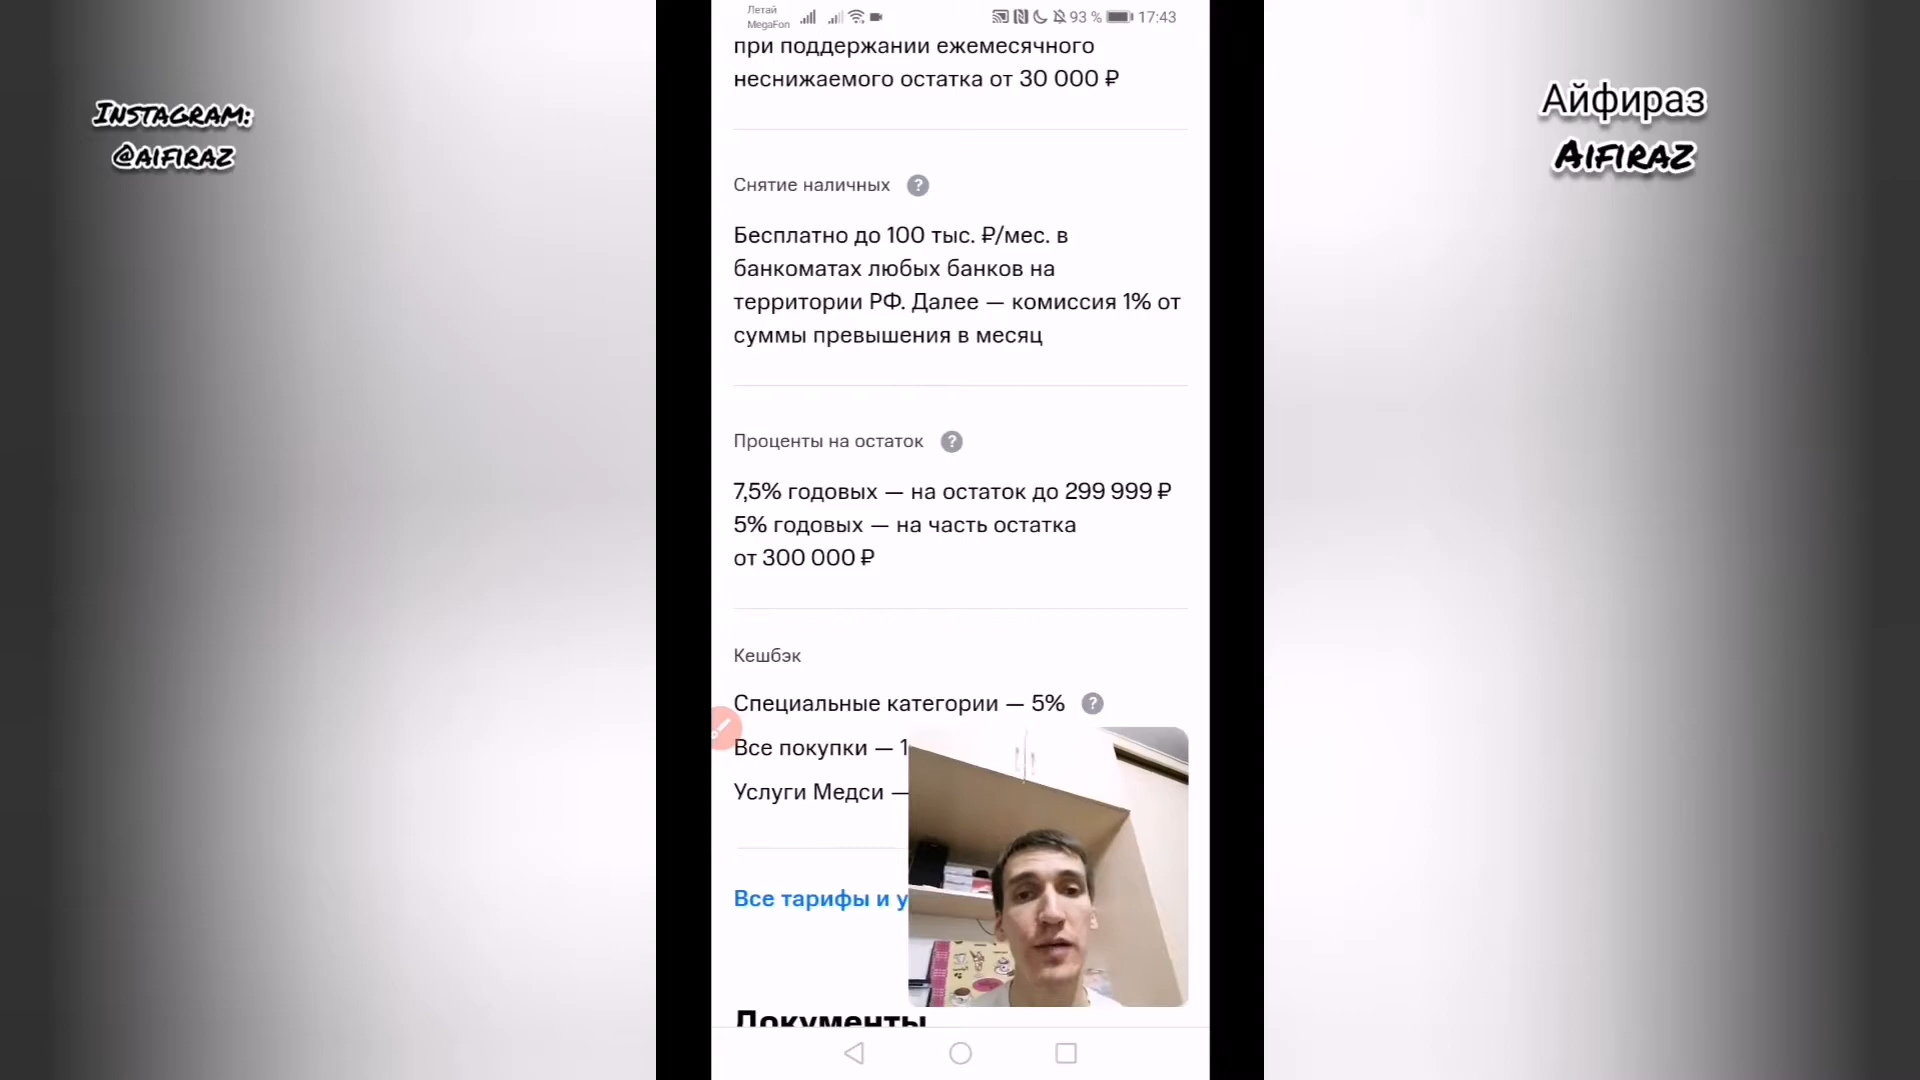 Летай
MegaFon
93 %
17:43
при поддержании ежемесячного
неснижаемого остатка от 30 000 ₽
INSTAGRAM:
@AIFIRAZ
Айфираз
AIFIRAZ
Снятие наличных ?
Бесплатно до 100 тыс. ₽/мес. в
банкоматах любых банков на
территории РФ. Далее — комиссия 1% от
суммы превышения в месяц
Проценты на остаток ?
7,5% годовых — на остаток до 299 999 ₽
5% годовых — на часть остатка
от 300 000 ₽
Кешбэк
Специальные категории — 5% ?
Все покупки — 1
Услуги Медси —
Все тарифы и у
Документы